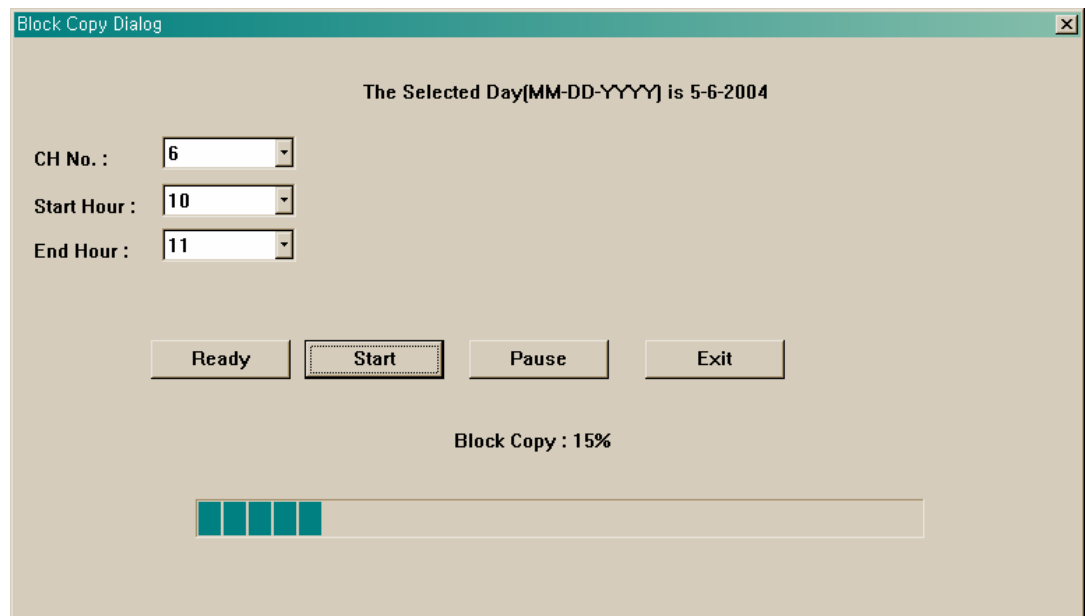 Block Copy Dialog
The Selected Day(MM-DD-YYYY) is 5-6-2004
CH No. : 6
Start Hour : 10
End Hour : 11
Ready Start Pause Exit
Block Copy : 15%